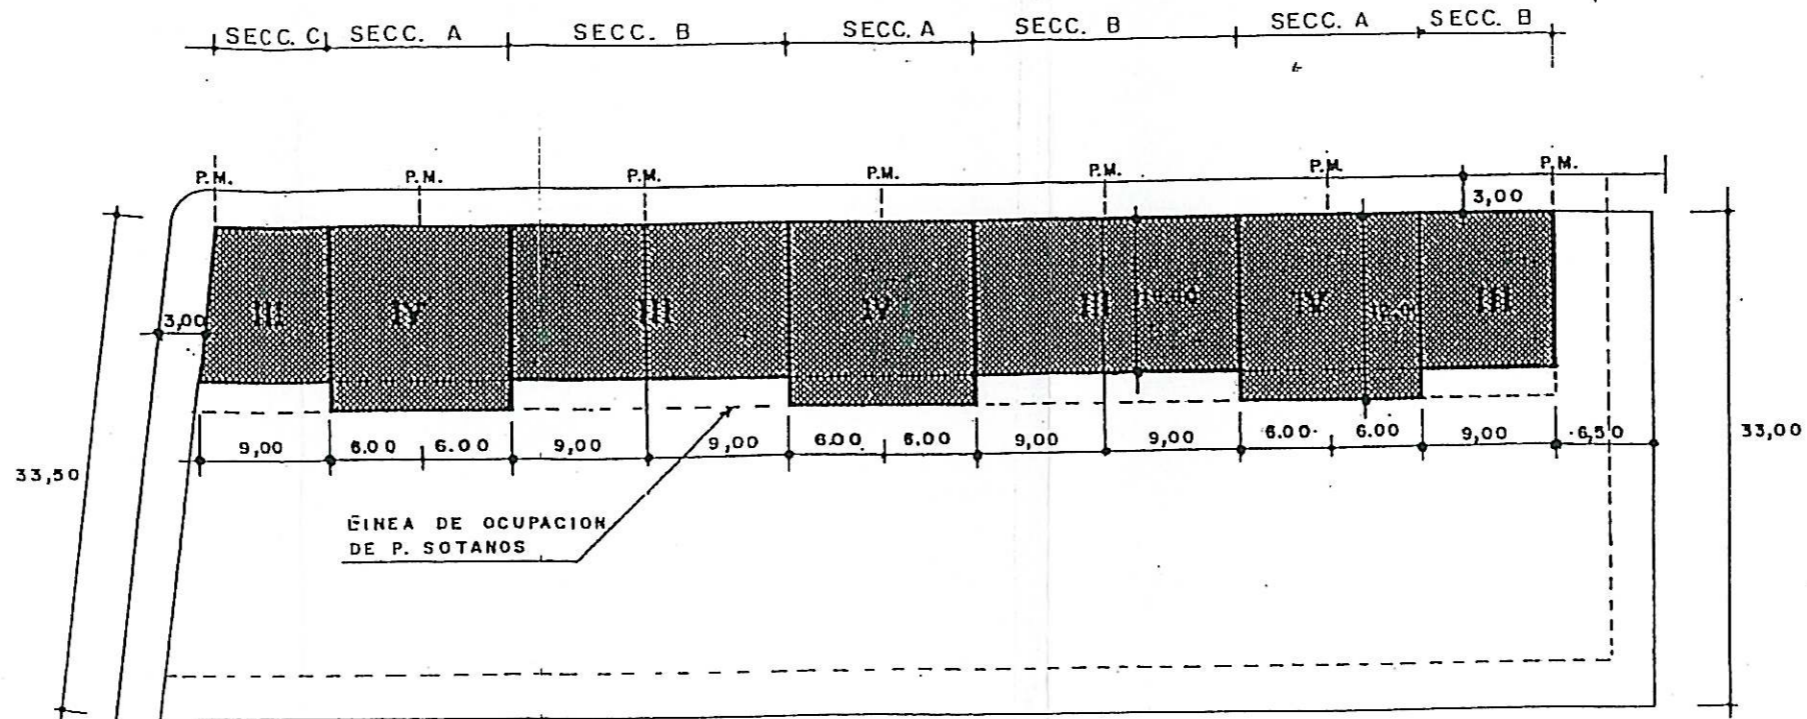 SECC. C SECC. A SECC. B SECC. A SECC. B SECC. A SECC. B
P.M. P.M. P.M. P.M. P.M. P.M. P.M.
3,00
III IV III IV III IV III
3,00
9,00 6.00 6.00 9,00 9,00 6.00 6.00 9,00 9,00 6.00 6.00 9,00 6,50
33,00
33,50
LINEA DE OCUPACION
DE P. SOTANOS